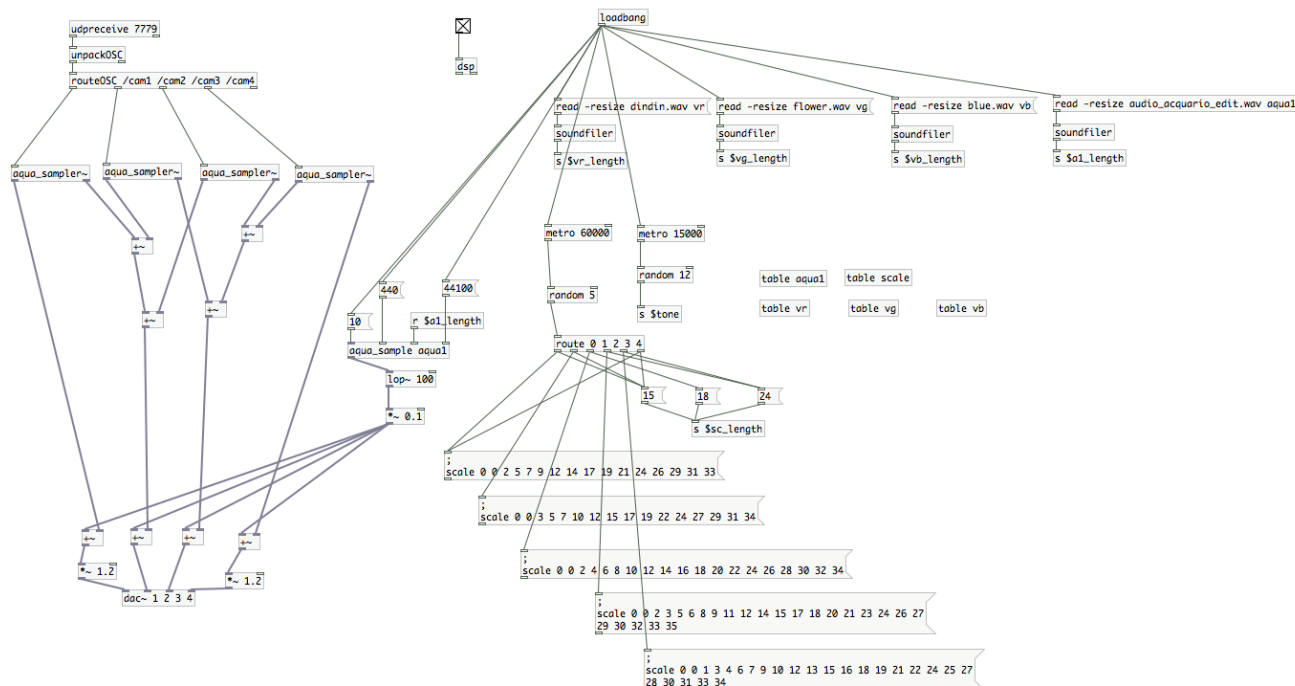 loadbang
udpreceive 7779
unpackOSC
dsp
routeOSC /cam1 /cam2 /cam3 /cam4
read -resize dindin.wav vr
read -resize flower.wav vg
read -resize blue.wav vb
read -resize audio_acquario_edit.wav aqua1
soundfiler
soundfiler
soundfiler
soundfiler
s $vr_length
s $vg_length
s $vb_length
s $a1_length
aqua_sampler~
aqua_sampler~
aqua_sampler~
aqua_sampler~
+~
+~
metro 60000
metro 15000
random 12
table aqua1
table scale
440
44100
random 5
+~
+~
10
r $a1_length
s $tone
table vr
table vg
table vb
aqua_sample aqua1
route 0 1 2 3 4
lop~ 100
15
18
24
*~ 0.1
s $sc_length
;
scale 0 0 2 5 7 9 12 14 17 19 21 24 26 29 31 33
;
scale 0 0 3 5 7 10 12 15 17 19 22 24 27 29 31 34
+~
+~
+~
+~
;
scale 0 0 2 4 6 8 10 12 14 16 18 20 22 24 26 28 30 32 34
*~ 1.2
*~ 1.2
dac~ 1 2 3 4
;
scale 0 0 2 3 5 6 8 9 11 12 14 15 17 18 20 21 23 24 26 27
29 30 32 33 35
;
scale 0 0 1 3 4 6 7 9 10 12 13 15 16 18 19 21 22 24 25 27
28 30 31 33 34